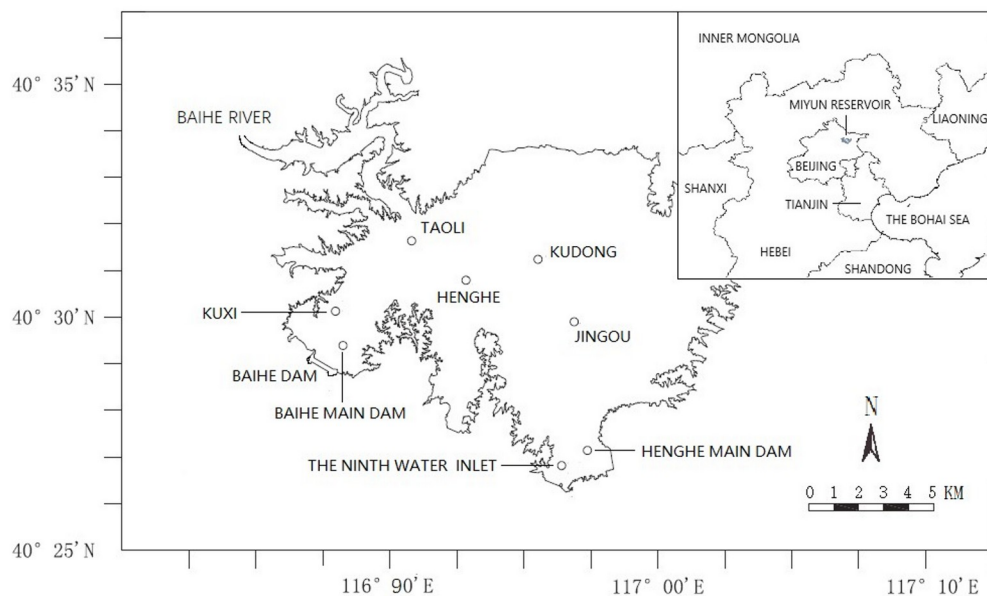 INNER MONGOLIA
40° 35'N
MIYUN RESERVOIR
BAIHE RIVER
LIAONING
BEIJING
SHANXI
TIANJIN
THE BOHAI SEA
TAOLI
KUDONG
HEBEI
SHANDONG
HENGHE
KUXI
40° 30'N
JINGOU
BAIHE DAM
BAIHE MAIN DAM
N
HENGHE MAIN DAM
THE NINTH WATER INLET
0 1 2 3 4 5 KM
40° 25'N
116° 90'E
117° 00'E
117° 10'E